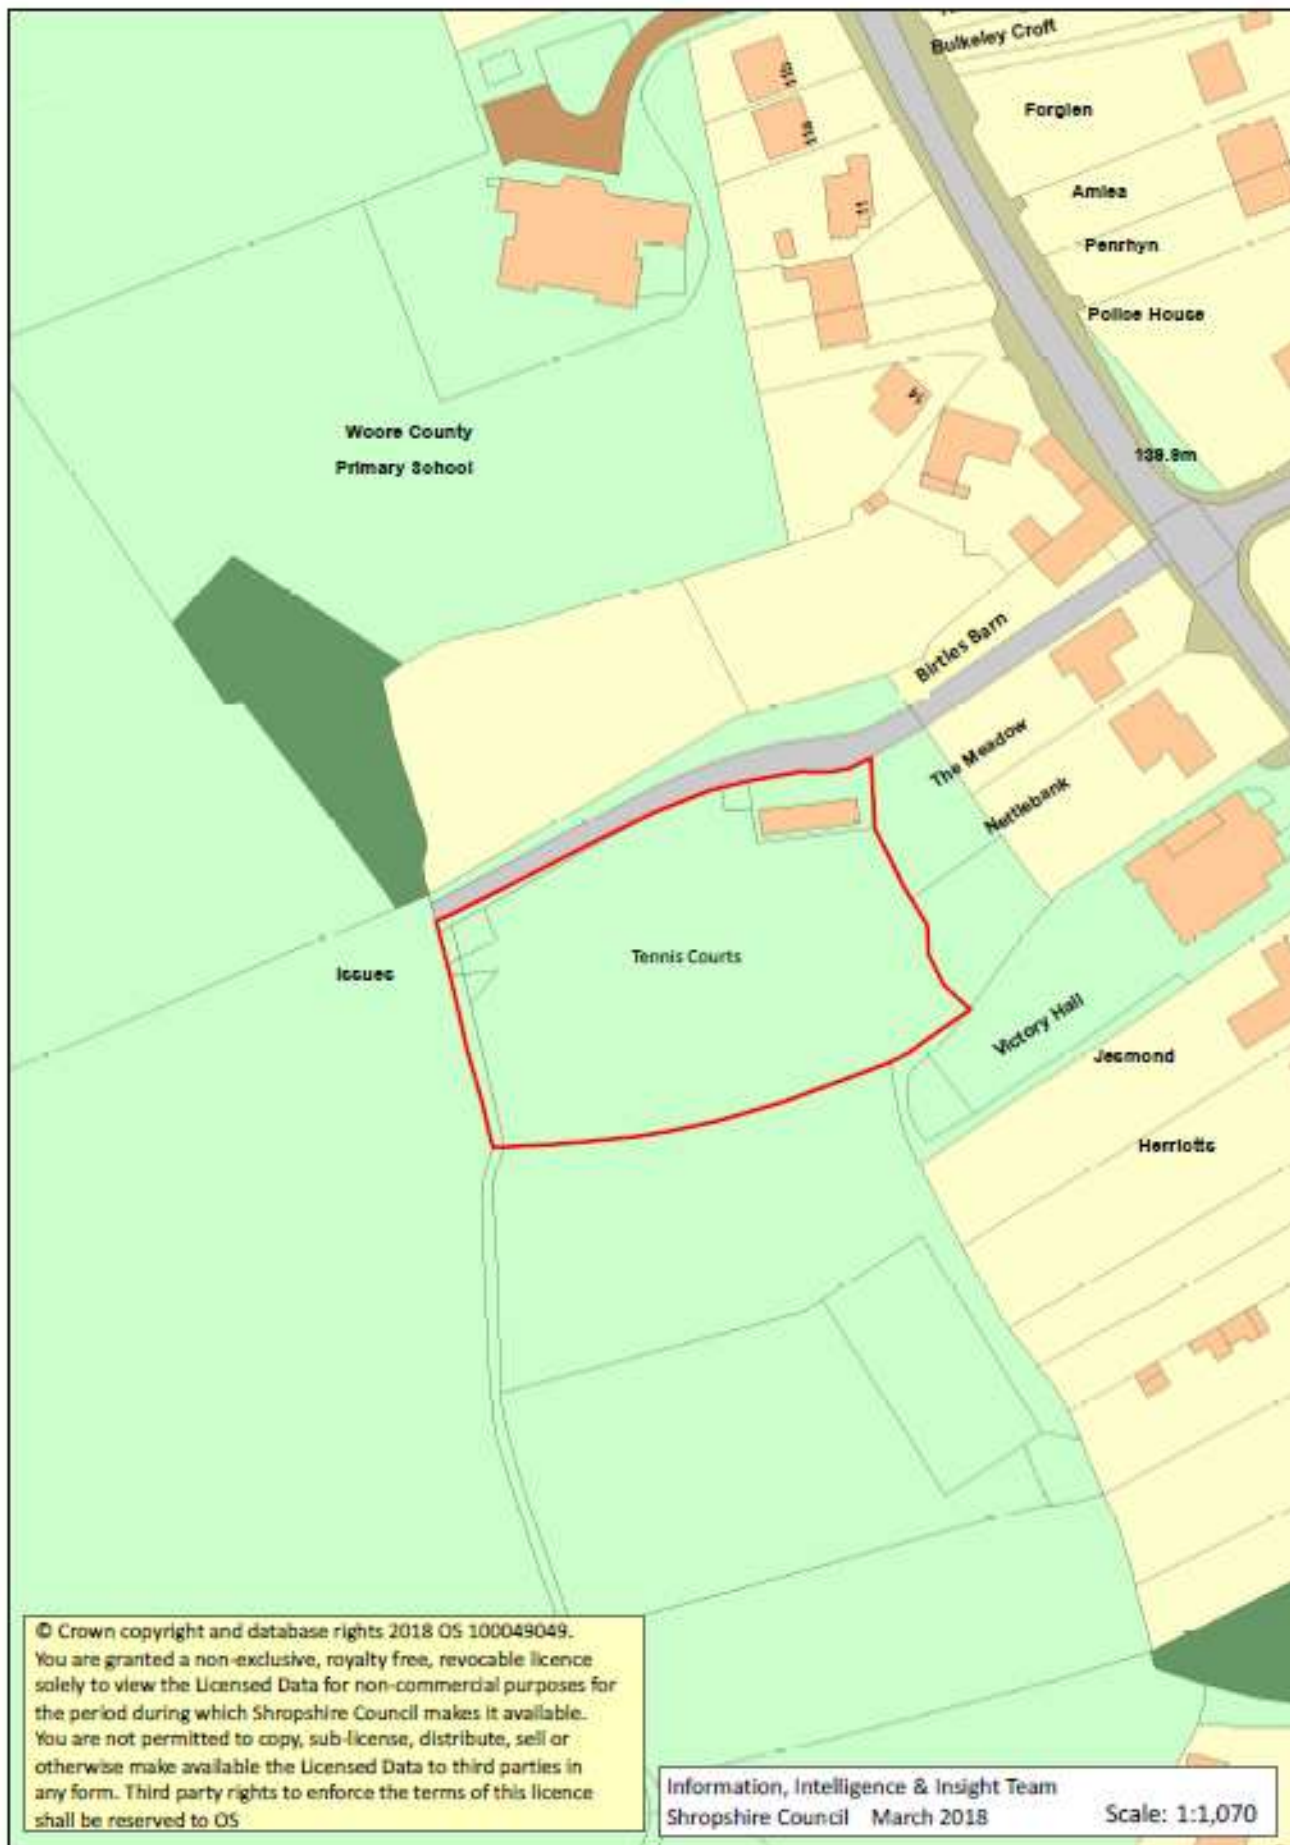 Bulkeley Croft
11b
Forglen
11a
Amlea
11
Penrhyn
Police House
Woore County
139.9m
Primary School
Birtles Barn
The Meadow
Nettlebank
Tennis Courts
Issues
Victory Hall
Jesmond
Herriotts
© Crown copyright and database rights 2018 OS 100049049.
You are granted a non-exclusive, royalty free, revocable licence
solely to view the Licensed Data for non-commercial purposes for
the period during which Shropshire Council makes it available.
You are not permitted to copy, sub-license, distribute, sell or
otherwise make available the Licensed Data to third parties in
any form. Third party rights to enforce the terms of this licence
shall be reserved to OS
Information, Intelligence & Insight Team
Shropshire Council March 2018
Scale: 1:1,070